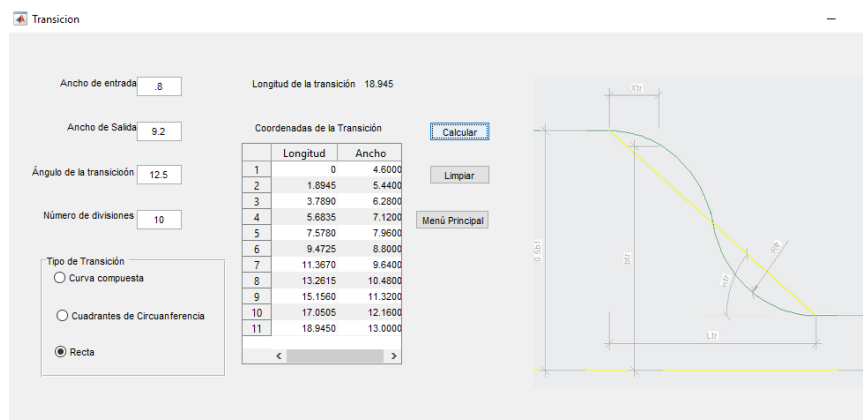 Transicion
Ancho de entrada .8
Ancho de Salida 9.2
Ángulo de la transicioón 12.5
Número de divisiones 10
Tipo de Transición
Curva compuesta
Cuadrantes de Circuanferencia
Recta
Longitud de la transición 18.945
Coordenadas de la Transición
Longitud Ancho
1 0 4.6000
2 1.8945 5.4400
3 3.7890 6.2800
4 5.6835 7.1200
5 7.5780 7.9600
6 9.4725 8.8000
7 11.3670 9.6400
8 13.2615 10.4800
9 15.1560 11.3200
10 17.0505 12.1600
11 18.9450 13.0000
Calcular
Limpiar
Menú Principal
Xtr
0.5b1
btr
Rtr
Ltr